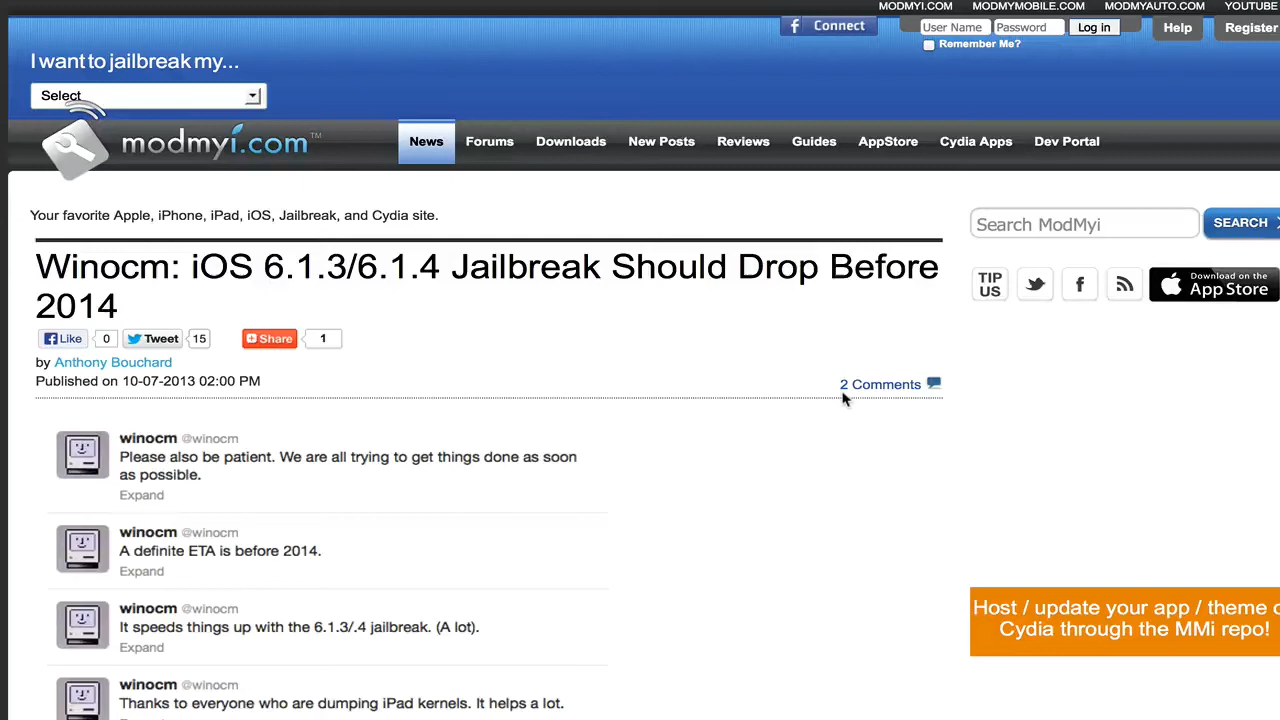 MODMYI.COM MODMYMOBILE.COM MODMYAUTO.COM YOUTUBE
f Connect
User Name Password Log in Help Register
Remember Me?
I want to jailbreak my...
Select
modmyi.com™
News Forums Downloads New Posts Reviews Guides AppStore Cydia Apps Dev Portal
Your favorite Apple, iPhone, iPad, iOS, Jailbreak, and Cydia site.
Search ModMyi SEARCH
Winocm: iOS 6.1.3/6.1.4 Jailbreak Should Drop Before
2014
TIP
US
f
Download on the
App Store
Like 0 Tweet 15 Share 1
by Anthony Bouchard
Published on 10-07-2013 02:00 PM
2 Comments
winocm @winocm
Please also be patient. We are all trying to get things done as soon
as possible.
Expand
winocm @winocm
A definite ETA is before 2014.
Expand
winocm @winocm
It speeds things up with the 6.1.3/.4 jailbreak. (A lot).
Expand
winocm @winocm
Thanks to everyone who are dumping iPad kernels. It helps a lot.
Host / update your app / theme
Cydia through the MMi repo!